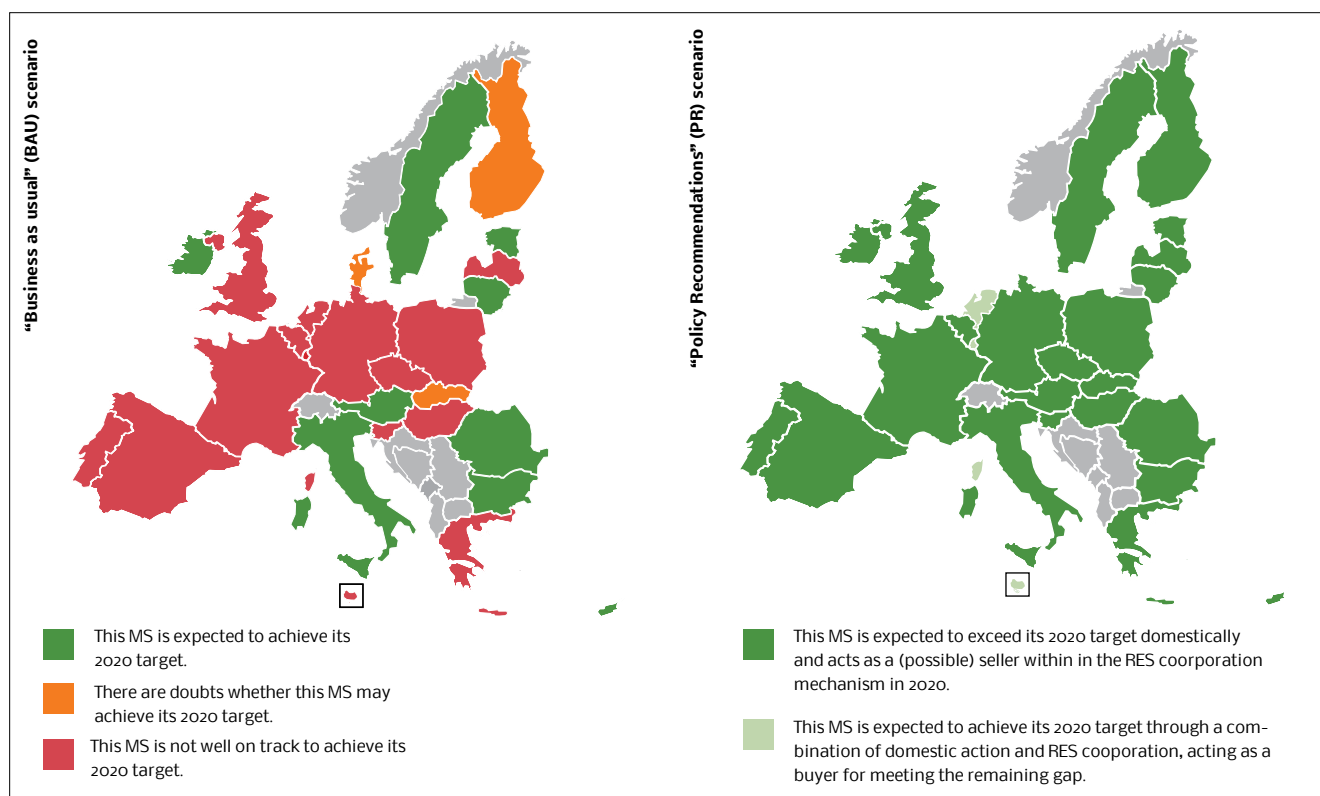 “Business as usual” (BAU) scenario
This MS is expected to achieve its
2020 target.
There are doubts whether this MS may
achieve its 2020 target.
This MS is not well on track to achieve its
2020 target.
“Policy Recommendations” (PR) scenario
This MS is expected to exceed its 2020 target domestically
and acts as a (possible) seller within in the RES coorporation
mechanism in 2020.
This MS is expected to achieve its 2020 target through a com-
bination of domestic action and RES cooporation, acting as a
buyer for meeting the remaining gap.